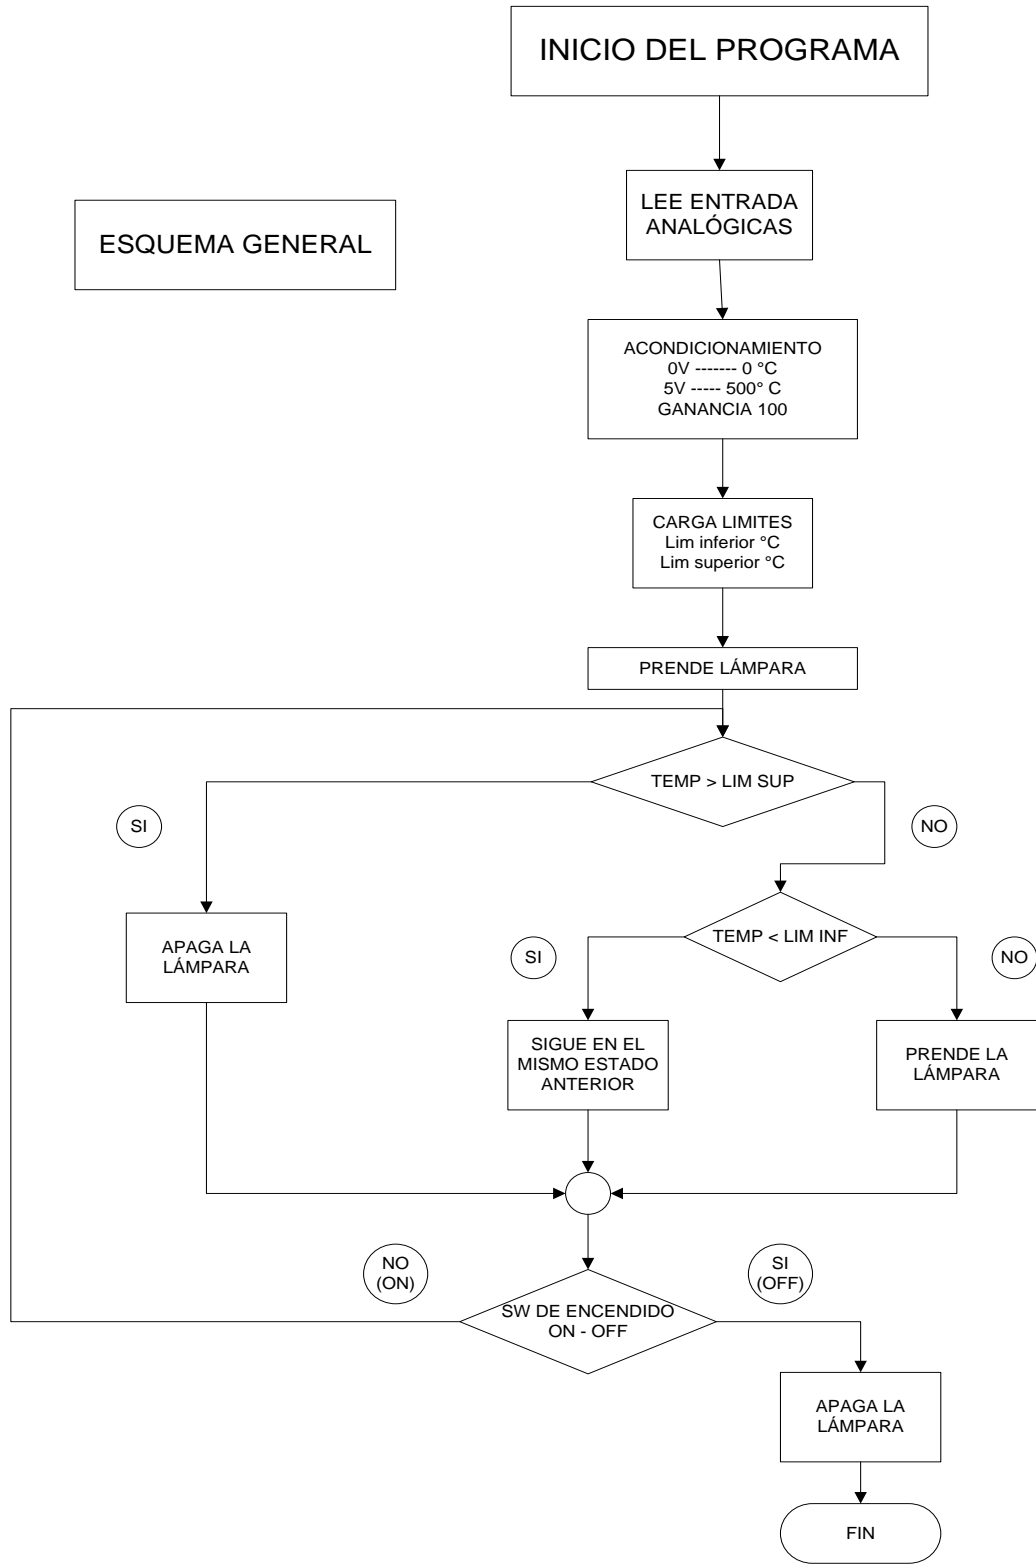 INICIO DEL PROGRAMA
ESQUEMA GENERAL
LEE ENTRADA
ANALÓGICAS
ACONDICIONAMIENTO
0V ------- 0 °C
5V ----- 500° C
GANANCIA 100
CARGA LIMITES
Lim inferior °C
Lim superior °C
PRENDE LÁMPARA
TEMP > LIM SUP
SI
NO
APAGA LA
LÁMPARA
TEMP < LIM INF
SI
NO
SIGUE EN EL
MISMO ESTADO
ANTERIOR
PRENDE LA
LÁMPARA
NO
(ON)
SI
(OFF)
SW DE ENCENDIDO
ON - OFF
APAGA LA
LÁMPARA
FIN